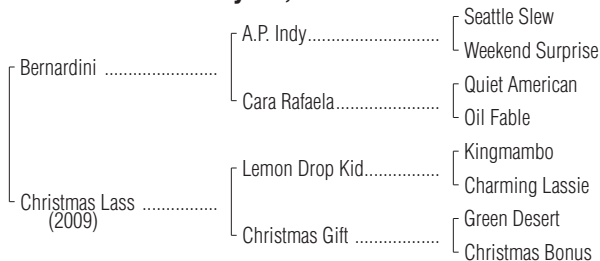 Seattle Slew
A.P. Indy
Weekend Surprise
Bernardini
Quiet American
Cara Rafaela
Oil Fable
Kingmambo
Lemon Drop Kid
Charming Lassie
Christmas Lass
(2009)
Green Desert
Christmas Gift
Christmas Bonus